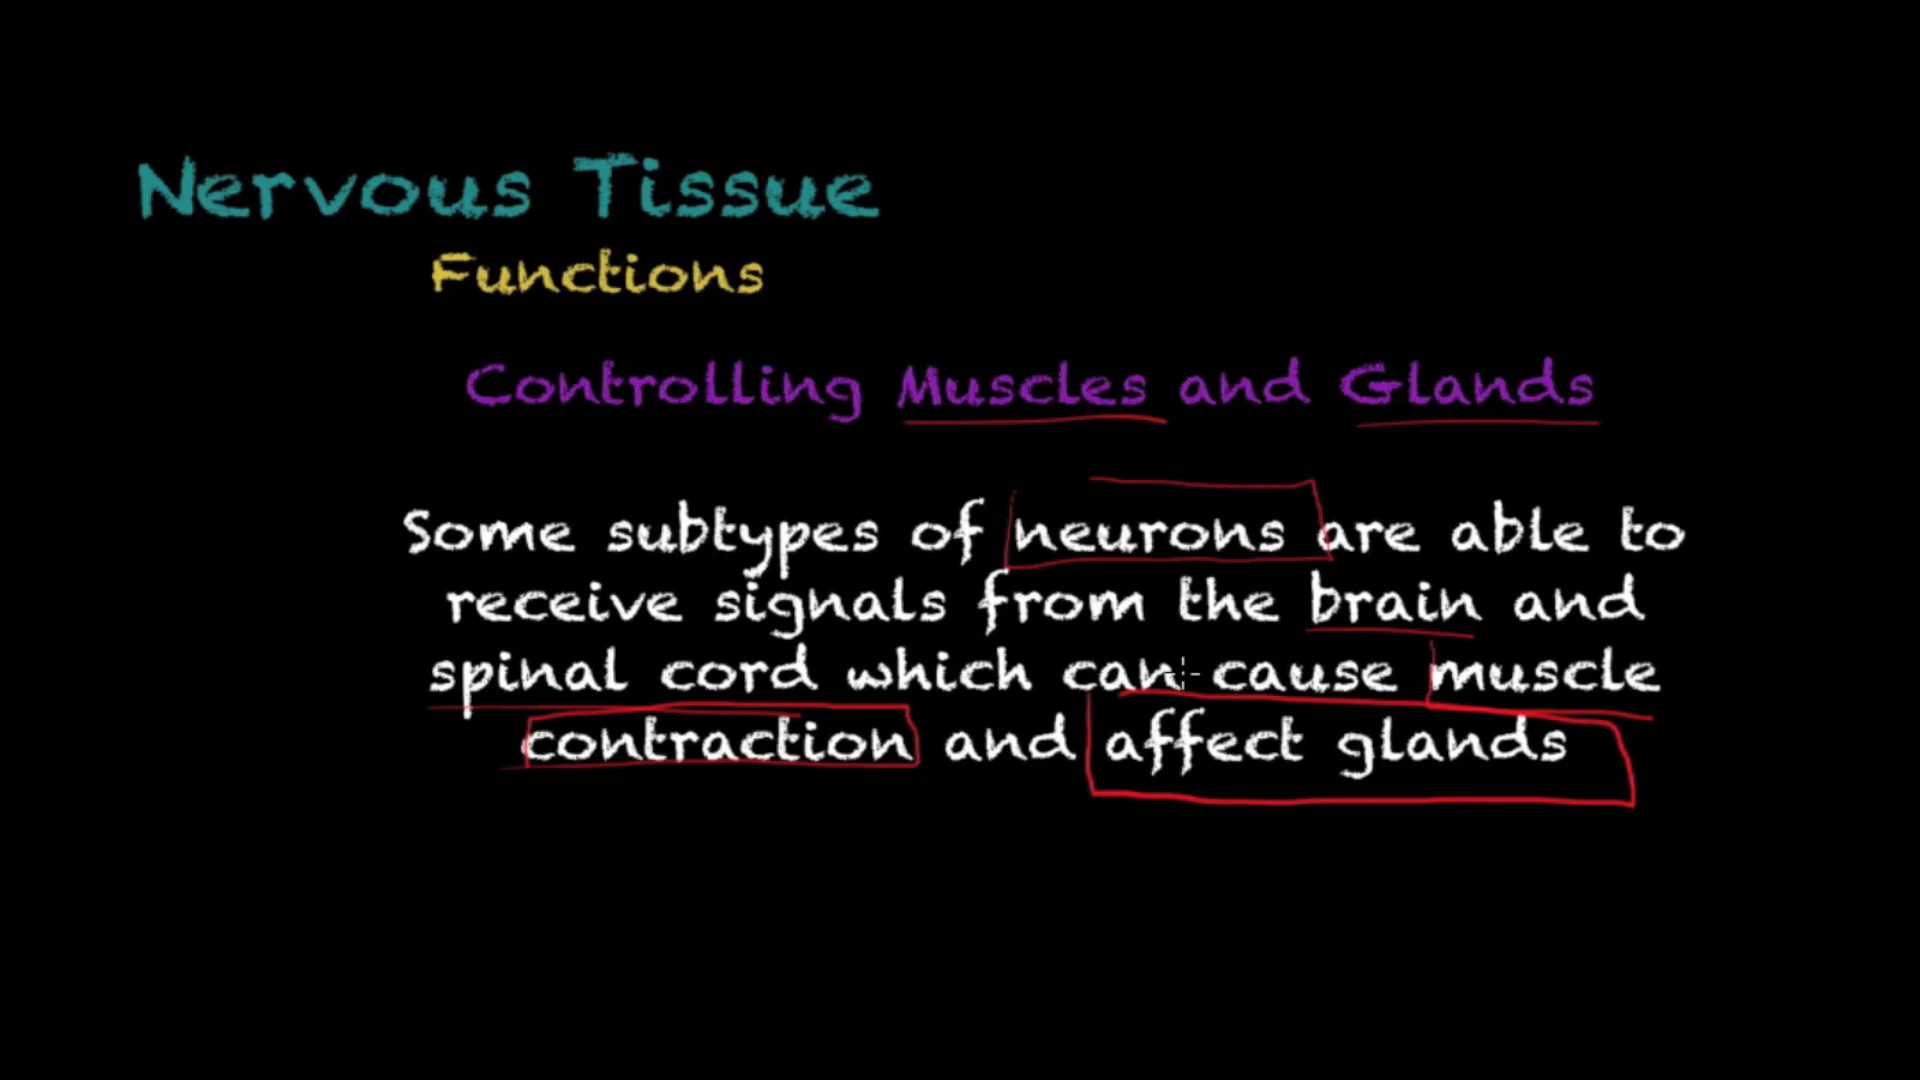 Nervous Tissue
Functions
Controlling Muscles and Glands
Some subtypes of neurons are able to
receive signals from the brain and
spinal cord which can cause muscle
contraction and affect glands